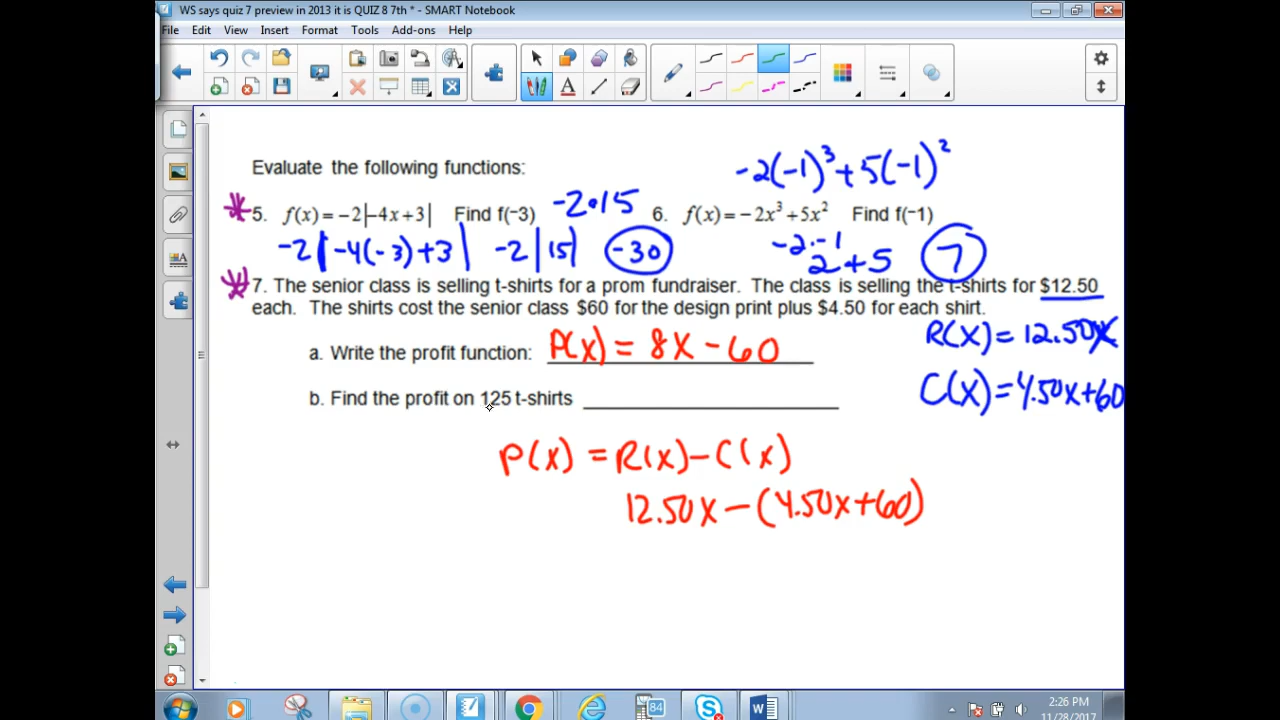 WS says quiz 7 preview in 2013 it is QUIZ 8 7th * - SMART Notebook
File Edit View Insert Format Tools Add-ons Help
Evaluate the following functions:
-2(-1)³+5(-1)²
5. f(x)=-2|-4x+3| Find f(-3) -2•15 6. f(x)=-2x³+5x² Find f(-1)
-2|-4(-3)+3| -2|15| -30 -2·-1
2+5 7
7. The senior class is selling t-shirts for a prom fundraiser. The class is selling the t-shirts for $12.50
each. The shirts cost the senior class $60 for the design print plus $4.50 for each shirt.
R(x)=12.50x
a. Write the profit function: P(x) = 8x - 60
C(x)=4.50x+60
b. Find the profit on 125 t-shirts
P(x) = R(x) - C(x)
12.50x - (4.50x+60)
84
2:26 PM
11/28/2017